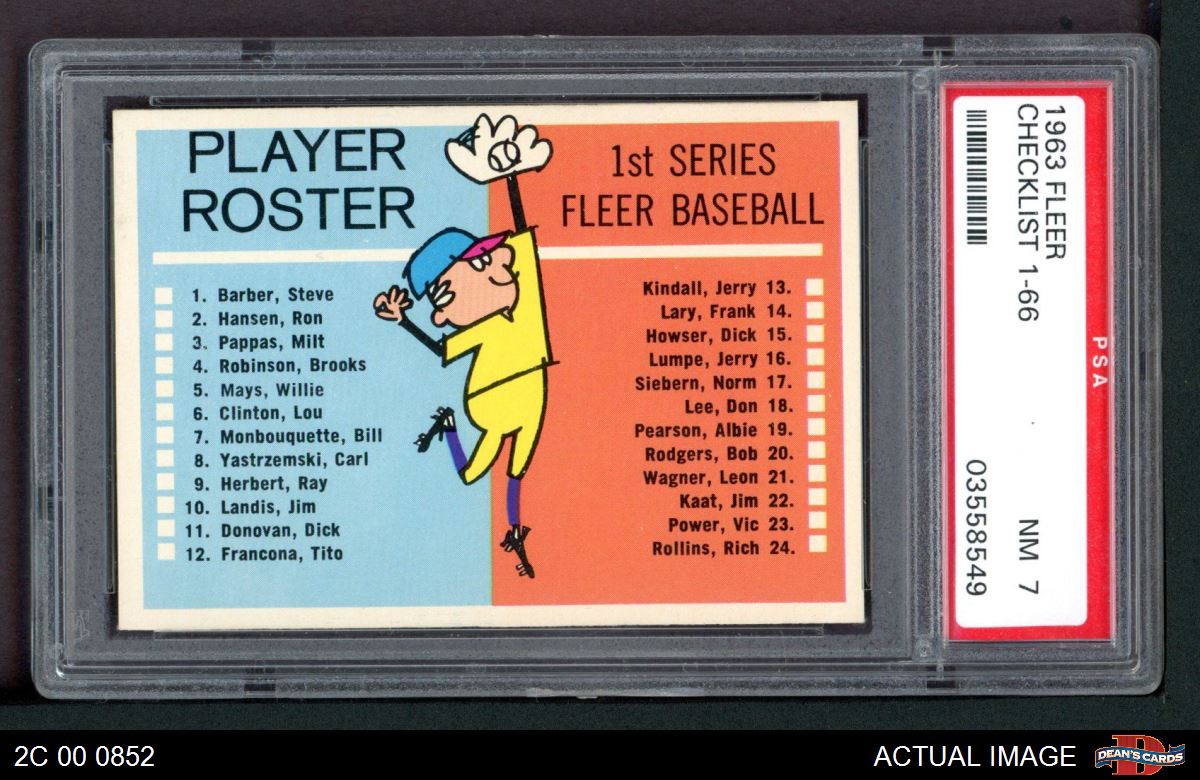 PLAYER
ROSTER
1st SERIES
FLEER BASEBALL
1. Barber, Steve
2. Hansen, Ron
3. Pappas, Milt
4. Robinson, Brooks
5. Mays, Willie
6. Clinton, Lou
7. Monbouquette, Bill
8. Yastrzemski, Carl
9. Herbert, Ray
10. Landis, Jim
11. Donovan, Dick
12. Francona, Tito
Kindall, Jerry 13.
Lary, Frank 14.
Howser, Dick 15.
Lumpe, Jerry 16.
Siebern, Norm 17.
Lee, Don 18.
Pearson, Albie 19.
Rodgers, Bob 20.
Wagner, Leon 21.
Kaat, Jim 22.
Power, Vic 23.
Rollins, Rich 24.
PSA
1963 FLEER
CHECKLIST 1-66
NM 7
03558549
2C 00 0852
ACTUAL IMAGE
D
DEAN'S CARDS